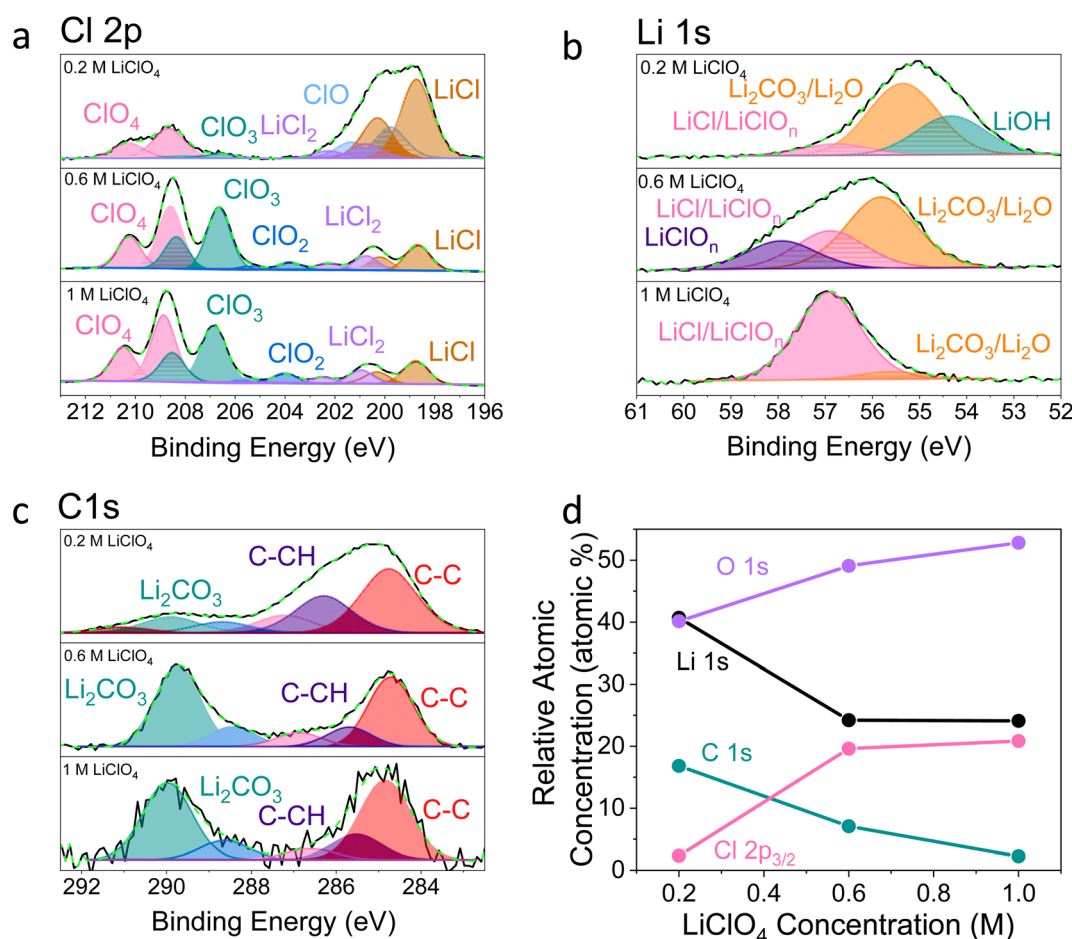 a
Cl 2p
0.2 M LiClO₄
ClO₄
ClO₃
LiCl₂
ClO
LiCl
0.6 M LiClO₄
ClO₄
ClO₃
ClO₂
LiCl₂
LiCl
1 M LiClO₄
ClO₄
ClO₃
ClO₂
LiCl₂
LiCl
212 210 208 206 204 202 200 198 196
Binding Energy (eV)
b
Li 1s
0.2 M LiClO₄
Li₂CO₃/Li₂O
LiCl/LiClOₙ
LiOH
0.6 M LiClO₄
LiCl/LiClOₙ
LiClOₙ
Li₂CO₃/Li₂O
1 M LiClO₄
LiCl/LiClOₙ
Li₂CO₃/Li₂O
61 60 59 58 57 56 55 54 53 52
Binding Energy (eV)
c
C1s
0.2 M LiClO₄
Li₂CO₃
C-CH
C-C
0.6 M LiClO₄
Li₂CO₃
C-CH
C-C
1 M LiClO₄
Li₂CO₃
C-CH
C-C
292 290 288 286 284
Binding Energy (eV)
d
Relative Atomic
Concentration (atomic %)
50
40
30
20
10
0
O 1s
Li 1s
C 1s
Cl 2p₃/₂
0.2 0.4 0.6 0.8 1.0
LiClO₄ Concentration (M)